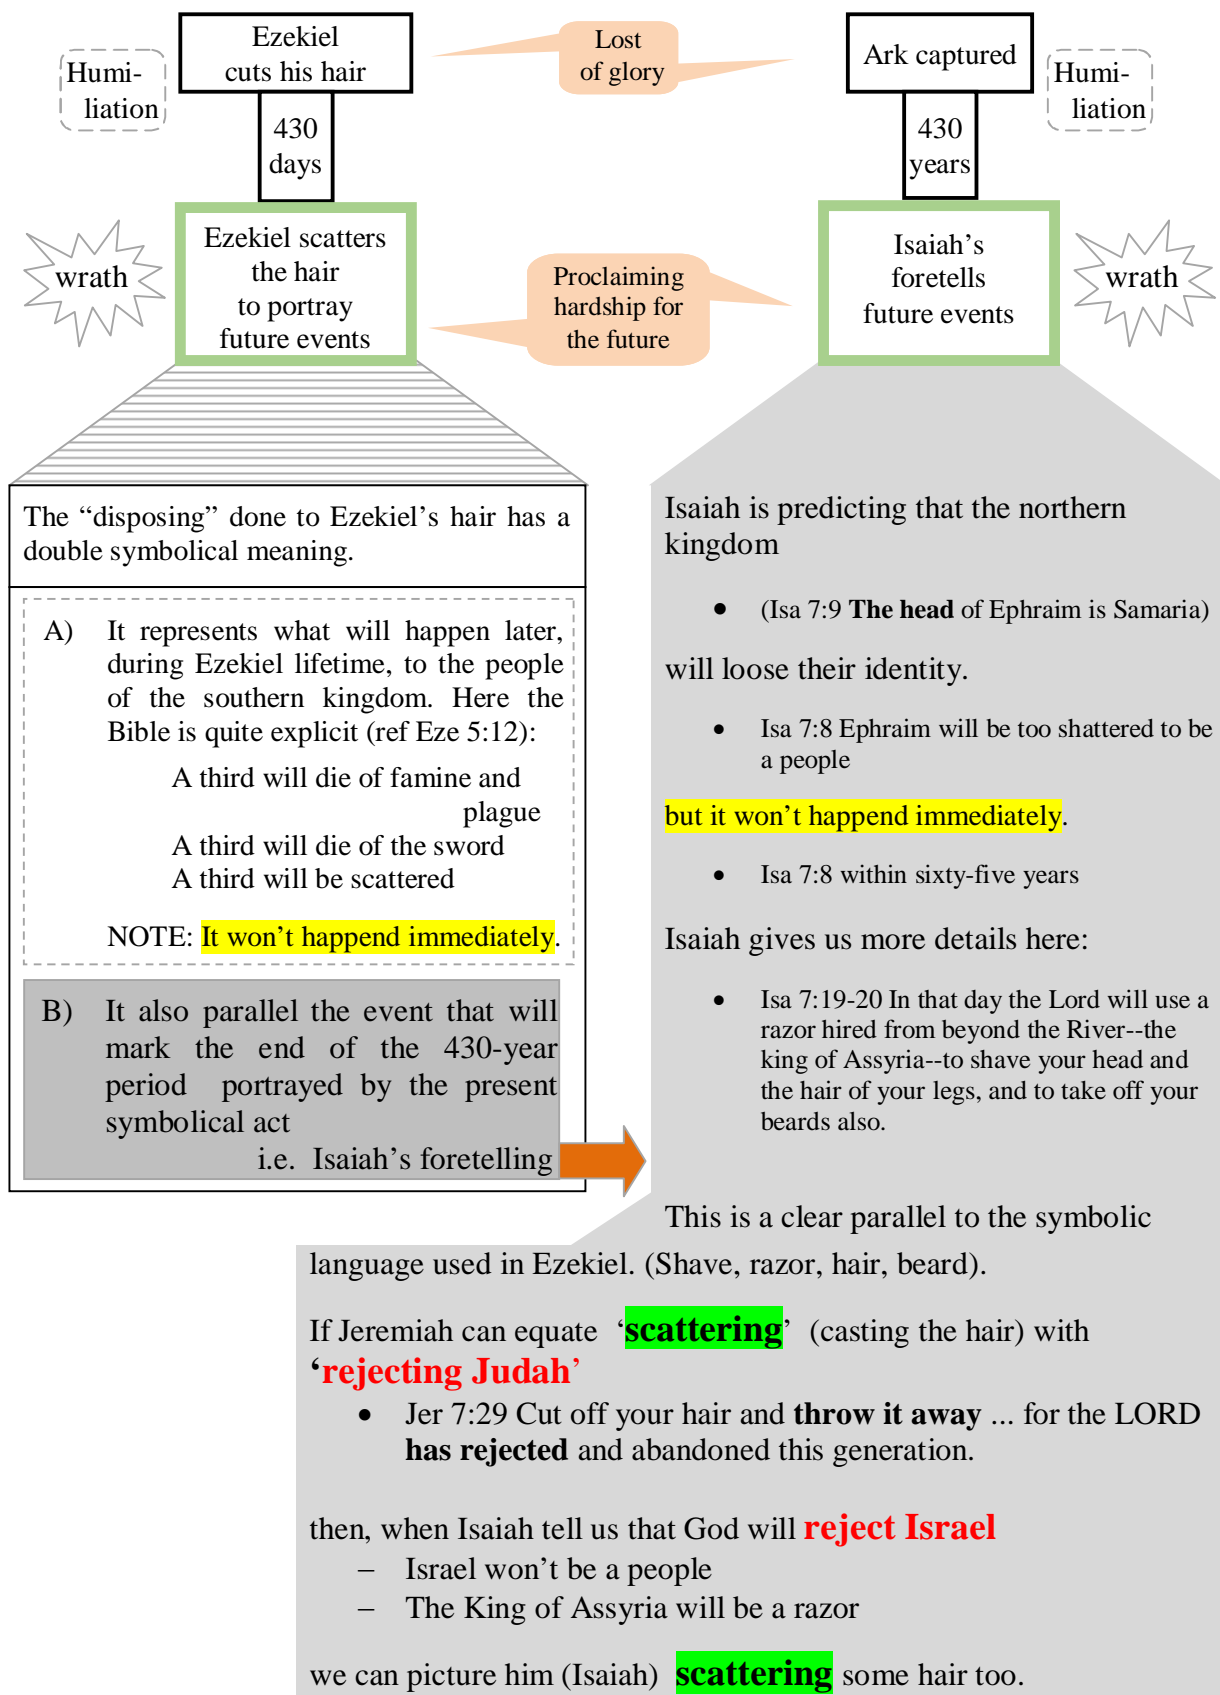 Ezekiel
cuts his hair
Lost
of glory
Ark captured
Humi-
liation
Humi-
liation
430
days
430
years
Ezekiel scatters
the hair
to portray
future events
wrath
Proclaiming
hardship for
the future
Isaiah’s
foretells
future events
wrath
The “disposing” done to Ezekiel’s hair has a
double symbolical meaning.
A) It represents what will happen later,
during Ezekiel lifetime, to the people
of the southern kingdom. Here the
Bible is quite explicit (ref Eze 5:12):
A third will die of famine and
plague
A third will die of the sword
A third will be scattered
NOTE: It won’t happend immediately.
B) It also parallel the event that will
mark the end of the 430-year
period portrayed by the present
symbolical act
i.e. Isaiah’s foretelling
Isaiah is predicting that the northern
kingdom
• (Isa 7:9 The head of Ephraim is Samaria)
will loose their identity.
• Isa 7:8 Ephraim will be too shattered to be
a people
but it won’t happend immediately.
• Isa 7:8 within sixty-five years
Isaiah gives us more details here:
• Isa 7:19-20 In that day the Lord will use a
razor hired from beyond the River--the
king of Assyria--to shave your head and
the hair of your legs, and to take off your
beards also.
This is a clear parallel to the symbolic
language used in Ezekiel. (Shave, razor, hair, beard).
If Jeremiah can equate ‘scattering’ (casting the hair) with
‘rejecting Judah’
• Jer 7:29 Cut off your hair and throw it away ... for the LORD
has rejected and abandoned this generation.
then, when Isaiah tell us that God will reject Israel
– Israel won’t be a people
– The King of Assyria will be a razor
we can picture him (Isaiah) scattering some hair too.